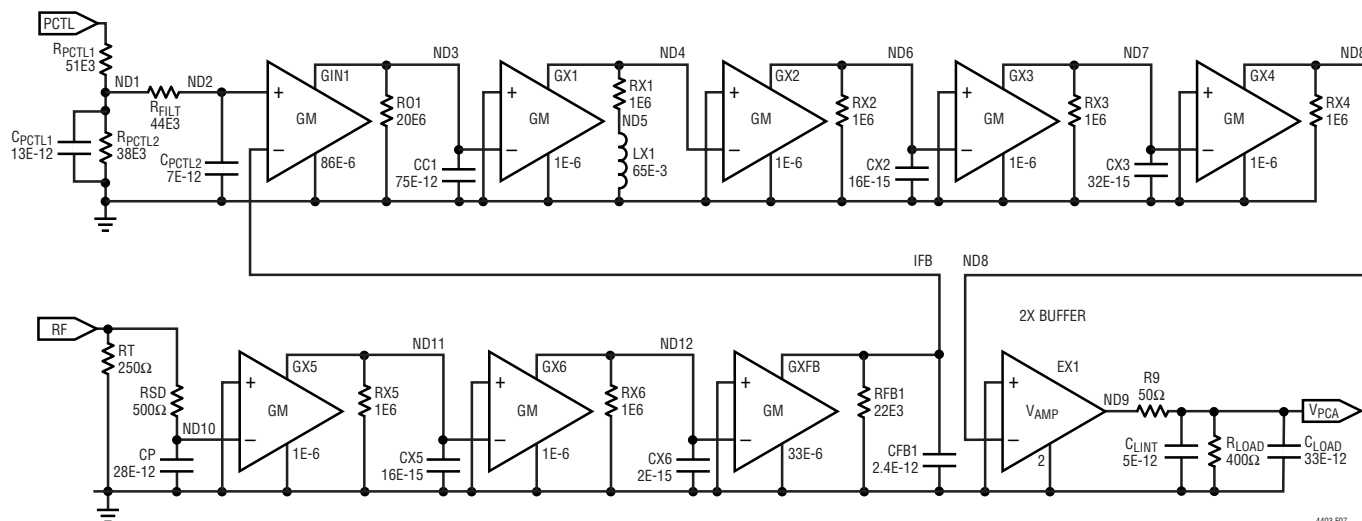 PCTL
RPCTL1
51E3
ND1
RFILT
44E3
ND2
CPCTL1
13E-12
RPCTL2
38E3
CPCTL2
7E-12
+
−
GM
GIN1
86E-6
RO1
20E6
ND3
CC1
75E-12
+
−
GM
GX1
1E-6
RX1
1E6
ND5
LX1
65E-3
ND4
+
−
GM
GX2
1E-6
RX2
1E6
ND6
CX2
16E-15
+
−
GM
GX3
1E-6
RX3
1E6
ND7
CX3
32E-15
+
−
GM
GX4
1E-6
RX4
1E6
ND8
IFB
ND8
RF
RT
250Ω
RSD
500Ω
ND10
CP
28E-12
+
−
GM
GX5
1E-6
RX5
1E6
ND11
CX5
16E-15
+
−
GM
GX6
1E-6
RX6
1E6
ND12
CX6
2E-15
+
−
GM
GXFB
33E-6
RFB1
22E3
CFB1
2.4E-12
2X BUFFER
+
−
VAMP
EX1
2
ND9
R9
50Ω
CLINT
5E-12
RLOAD
400Ω
CLOAD
33E-12
VPCA
4403 F07